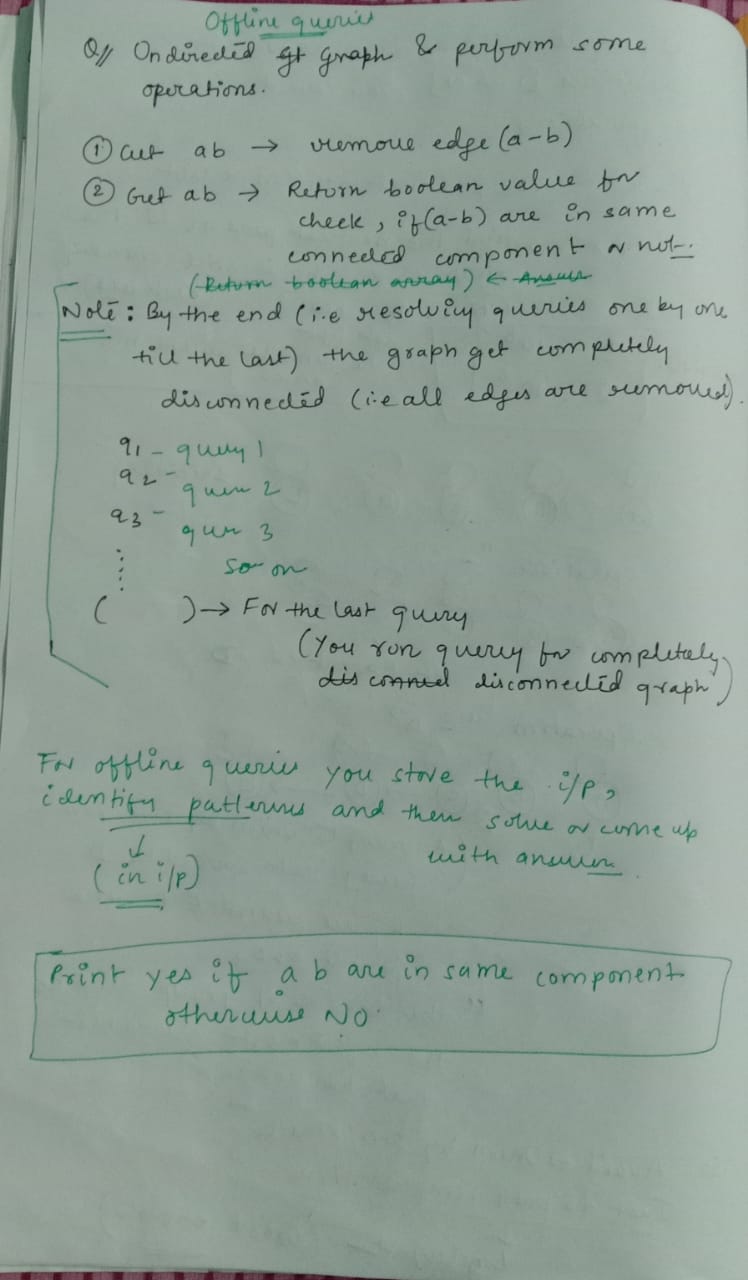 Offline queries
Q// Undirected graph & perform some
operations.
① Cut ab → remove edge (a-b)
② Get ab → Return boolean value for
check, if (a-b) are in same
connected component or not.
(Return boolean array) ← Answer
Note: By the end (i.e resolving queries one by one
till the last) the graph get completely
disconnected (i.e all edges are removed).
q1 - query 1
q2 - query 2
q3 - query 3
so on
( ) → For the last query
(You run query for completely
disconnected graph)
For offline queries you store the i/p,
identify patterns and then solve or come up
with answer.
↓
(in i/p)
Print yes if a b are in same component
otherwise NO.